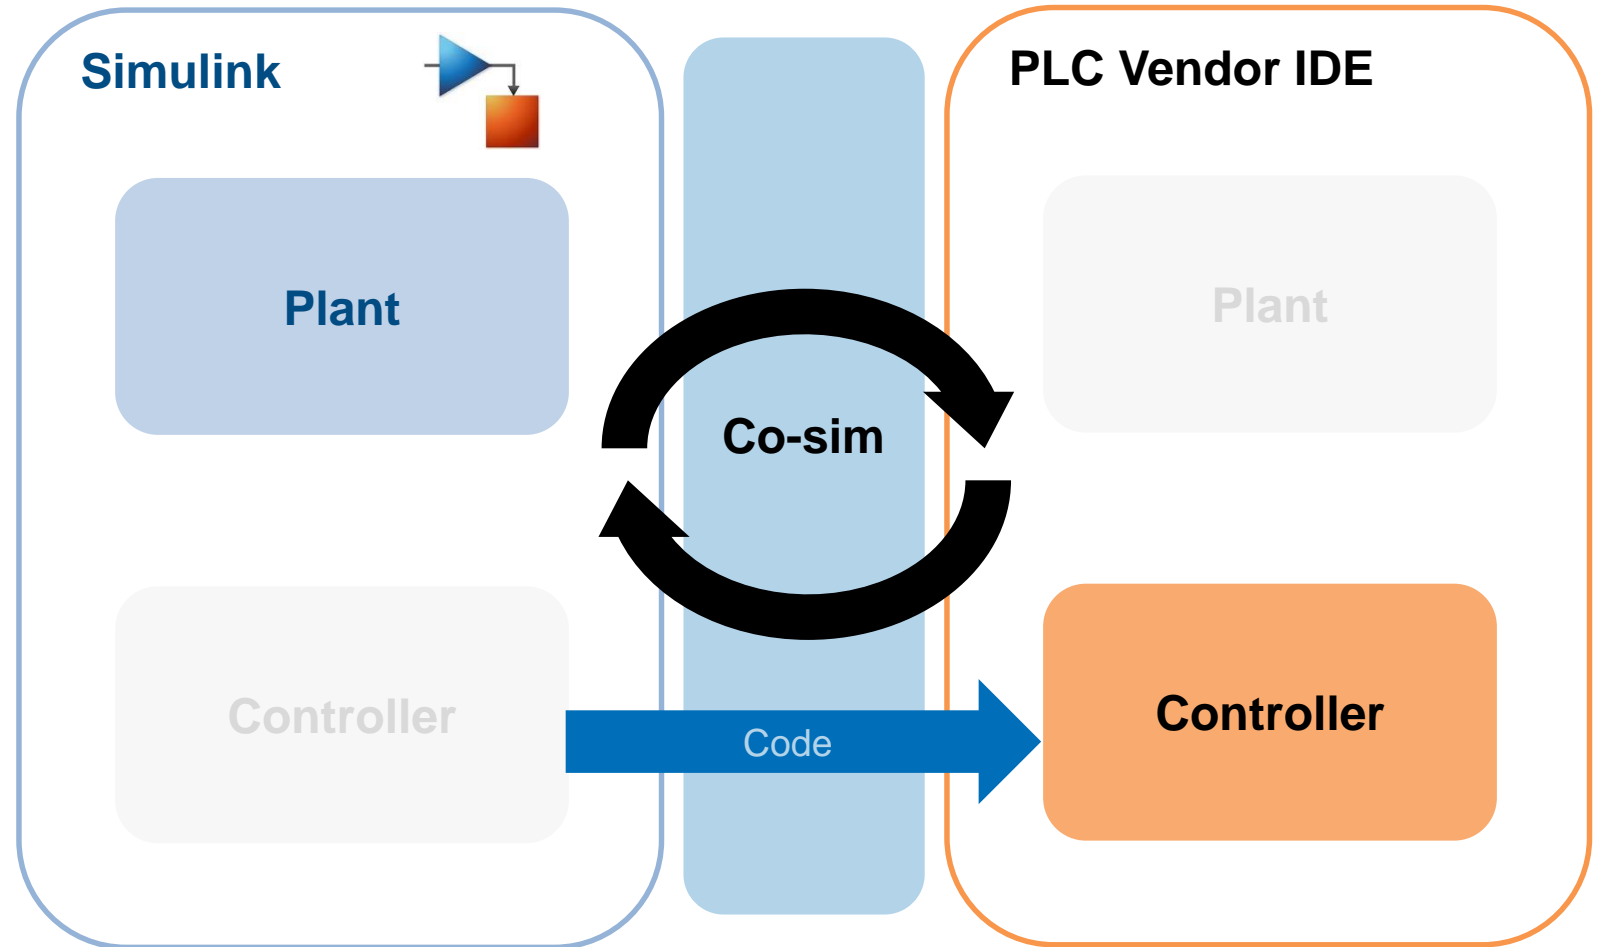 Simulink
PLC Vendor IDE
Plant
Plant
Co-sim
Controller
Controller
Code